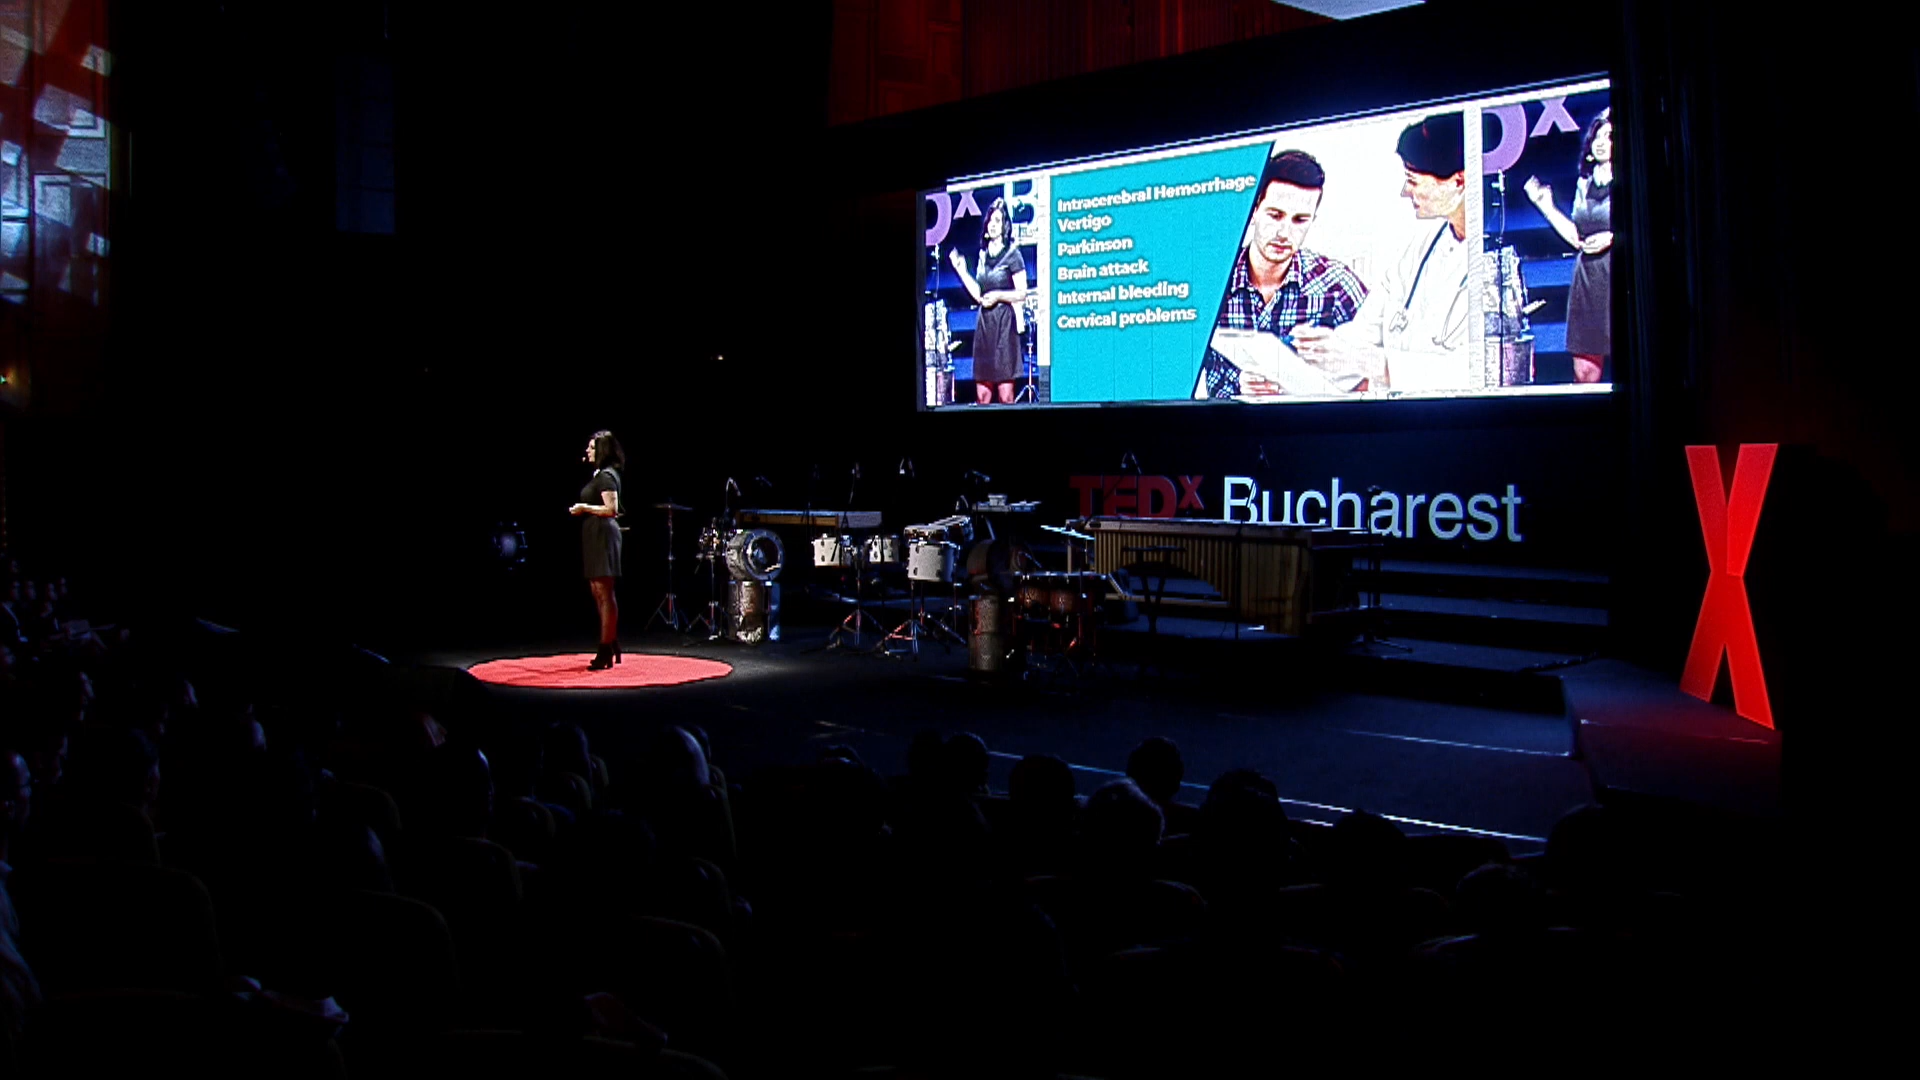 Intracerebral Hemorrhage
Vertigo
Parkinson
Brain attack
Internal bleeding
Cervical problems
TEDx Bucharest
X